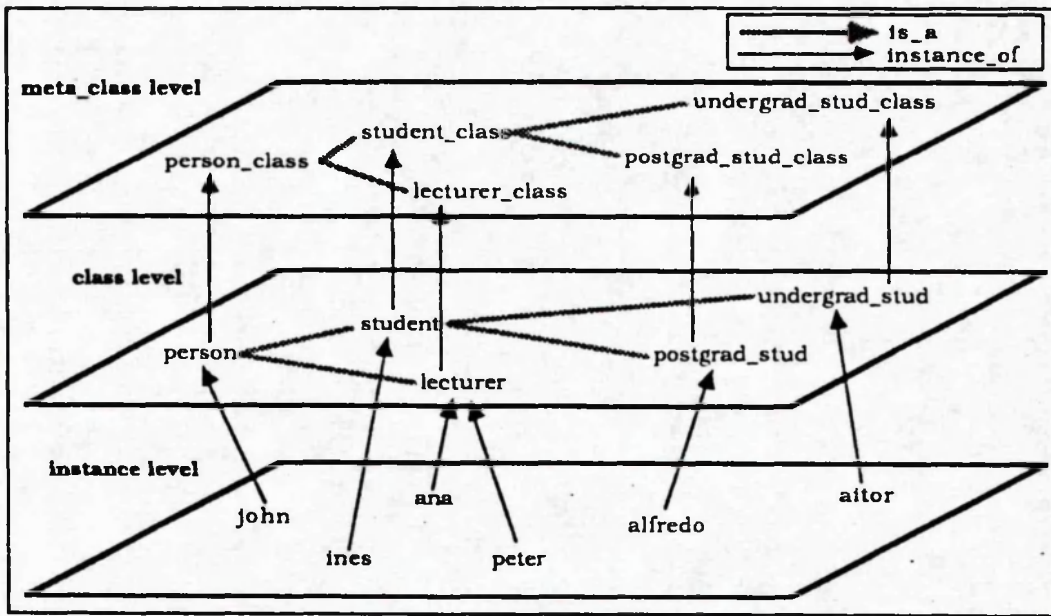 is_a
instance_of
meta_class level
undergrad_stud_class
student_class
person_class
postgrad_stud_class
lecturer_class
class level
undergrad_stud
student
person
postgrad_stud
lecturer
instance level
ana
aitor
john
alfredo
ines
peter